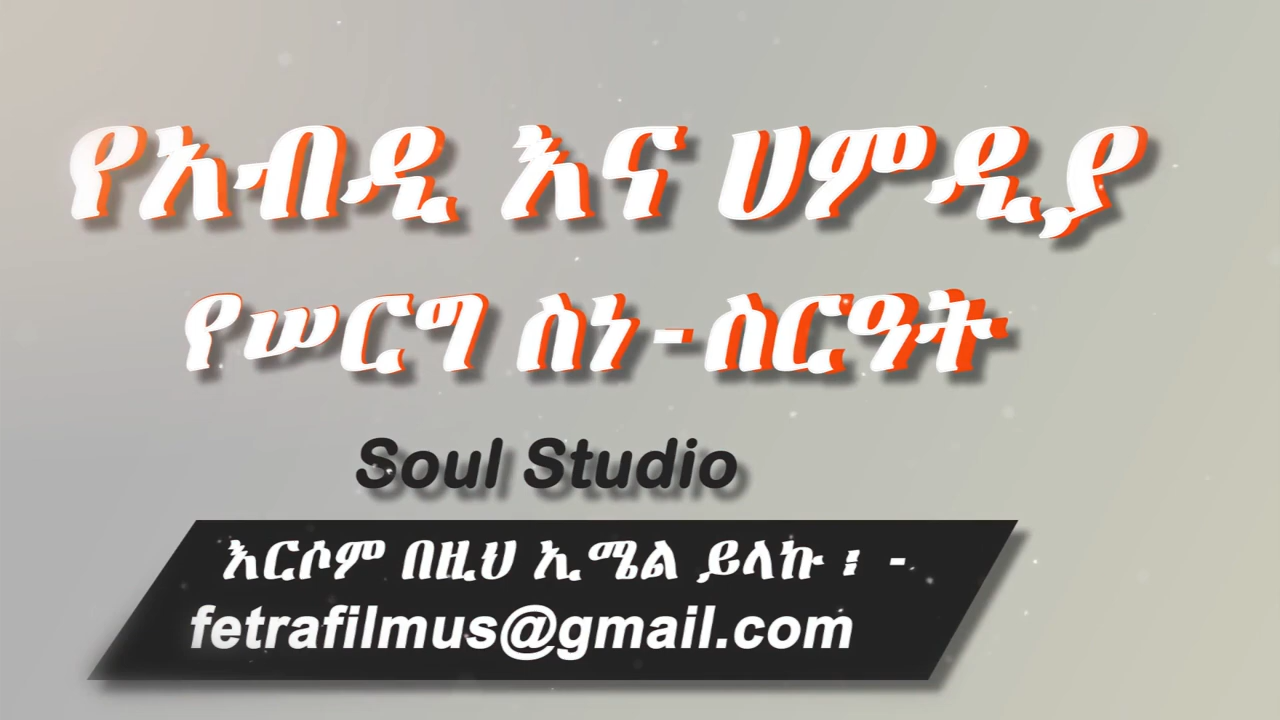 የአብዲ እና ሀምዲያ
የሠርግ ስነ-ስርዓት
Soul Studio
እርሶም በዚህ ኢሜል ይላኩ ፤ -
fetrafilmus@gmail.com